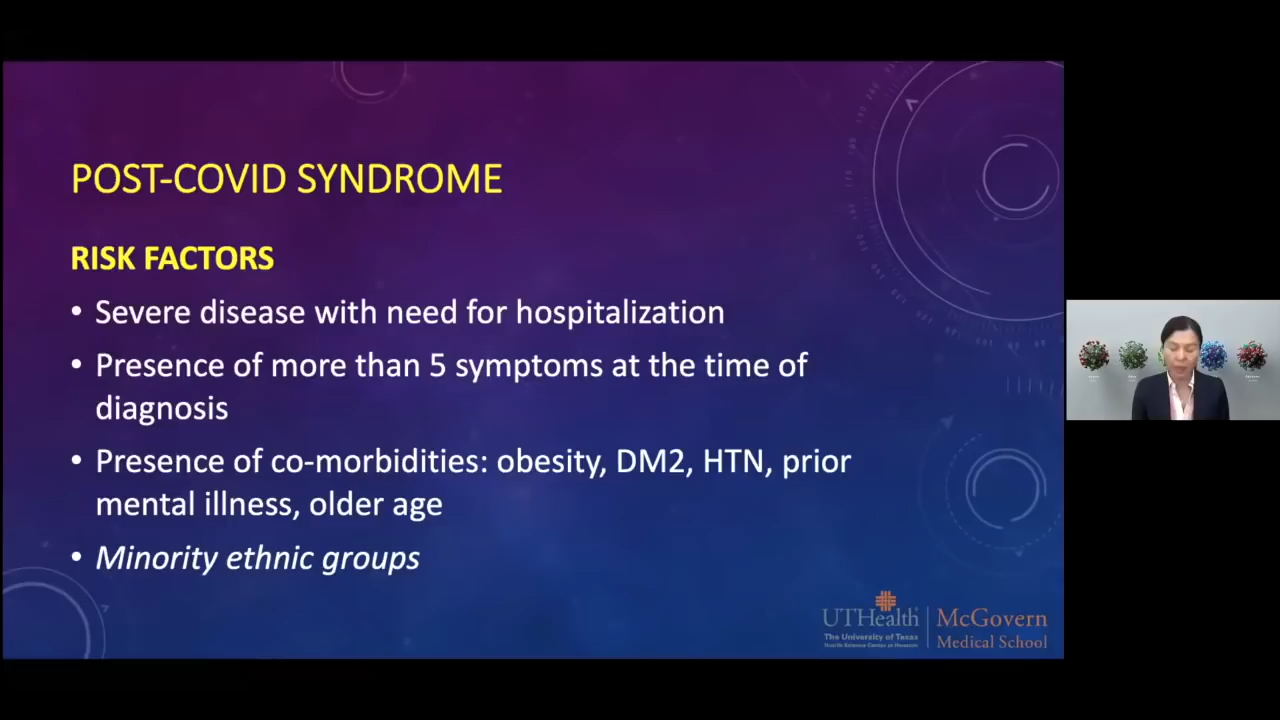 POST-COVID SYNDROME
RISK FACTORS
• Severe disease with need for hospitalization
• Presence of more than 5 symptoms at the time of
diagnosis
• Presence of co-morbidities: obesity, DM2, HTN, prior
mental illness, older age
• Minority ethnic groups
UTHealth
The University of Texas
Health Science Center at Houston
McGovern
Medical School